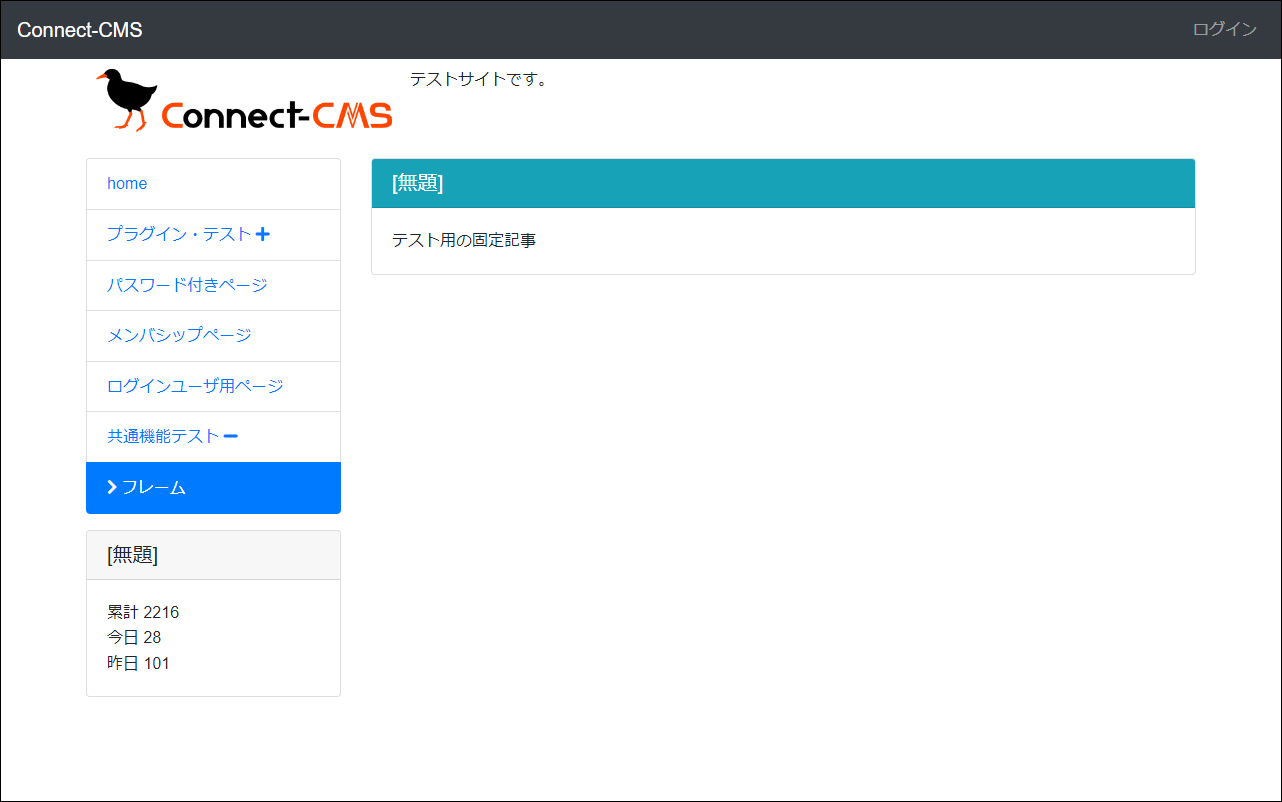 Connect-CMS
ログイン
Connect-CMS
テストサイトです。
home
プラグイン・テスト
パスワード付きページ
メンバシップページ
ログインユーザ用ページ
共通機能テスト
フレーム
[無題]
累計 2216
今日 28
昨日 101
[無題]
テスト用の固定記事